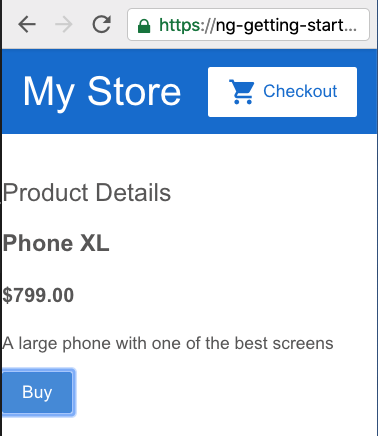 https://ng-getting-start...
My Store
Checkout
Product Details
Phone XL
$799.00
A large phone with one of the best screens
Buy